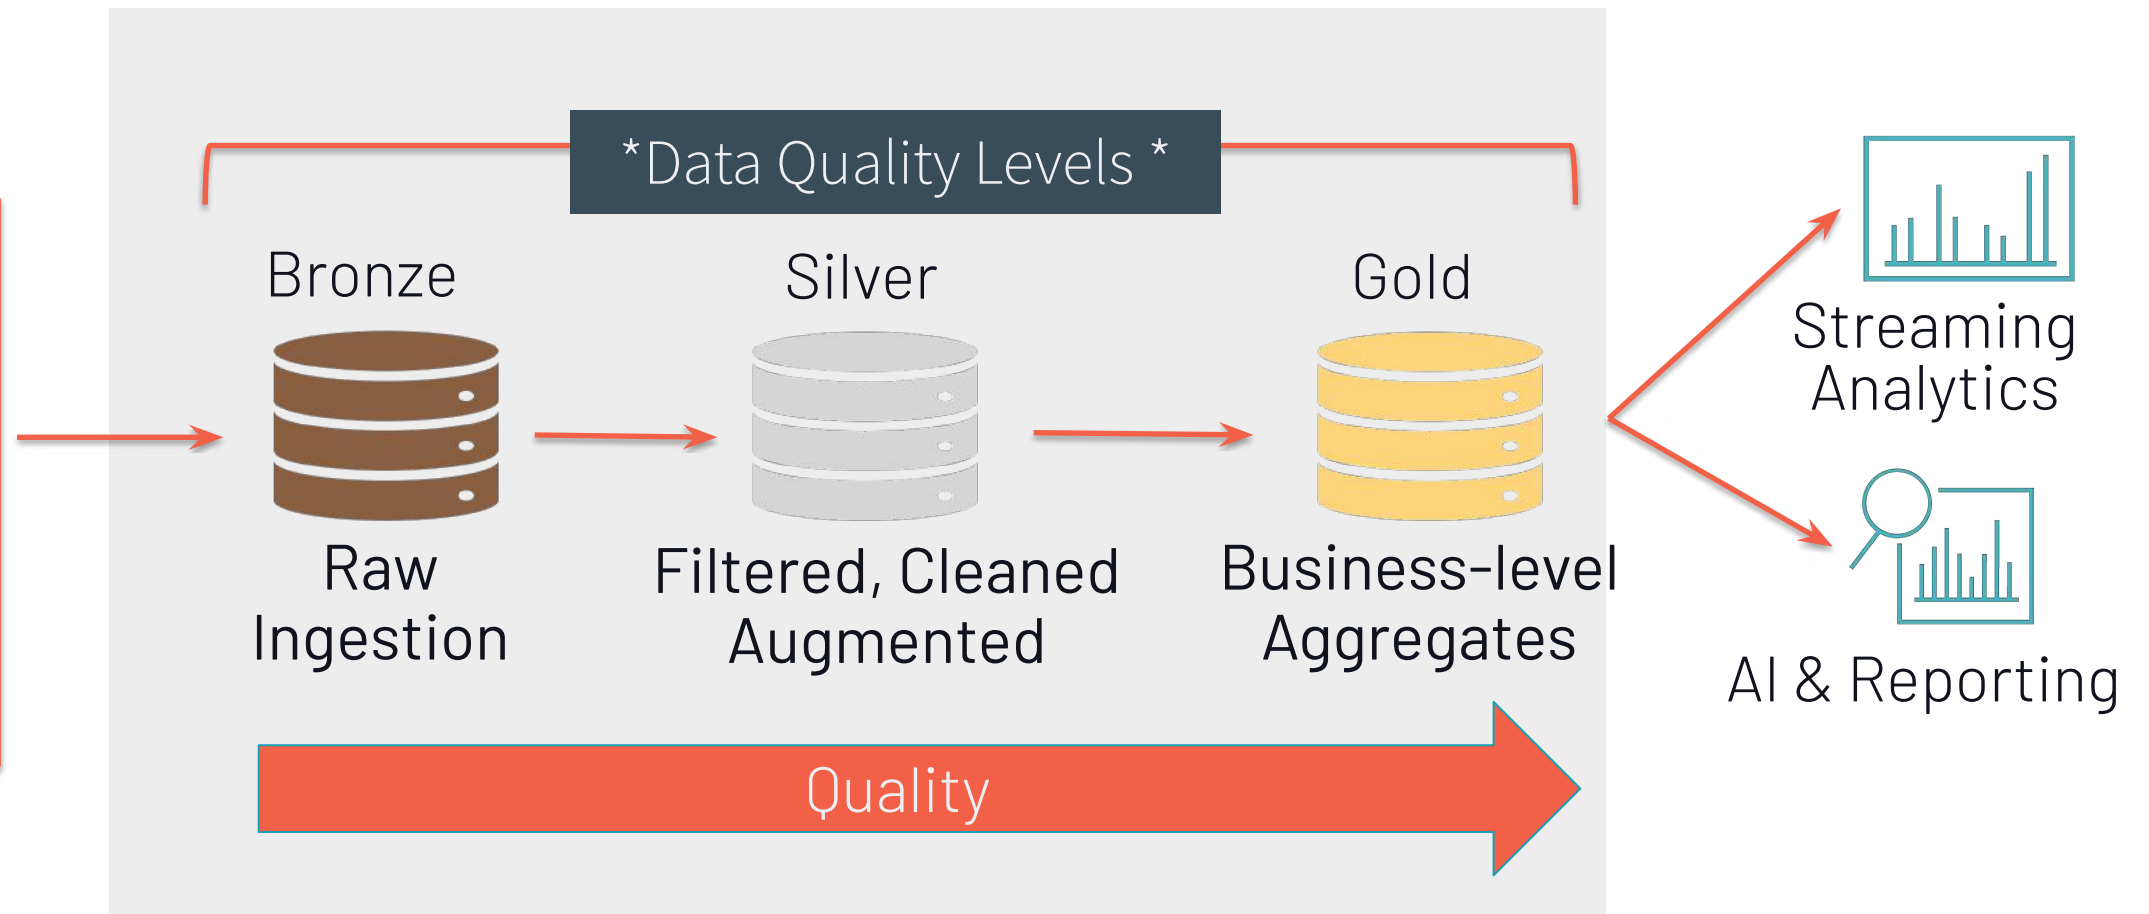 *Data Quality Levels *
Bronze
Silver
Gold
Raw
Ingestion
Filtered, Cleaned
Augmented
Business-level
Aggregates
Streaming
Analytics
AI & Reporting
Quality